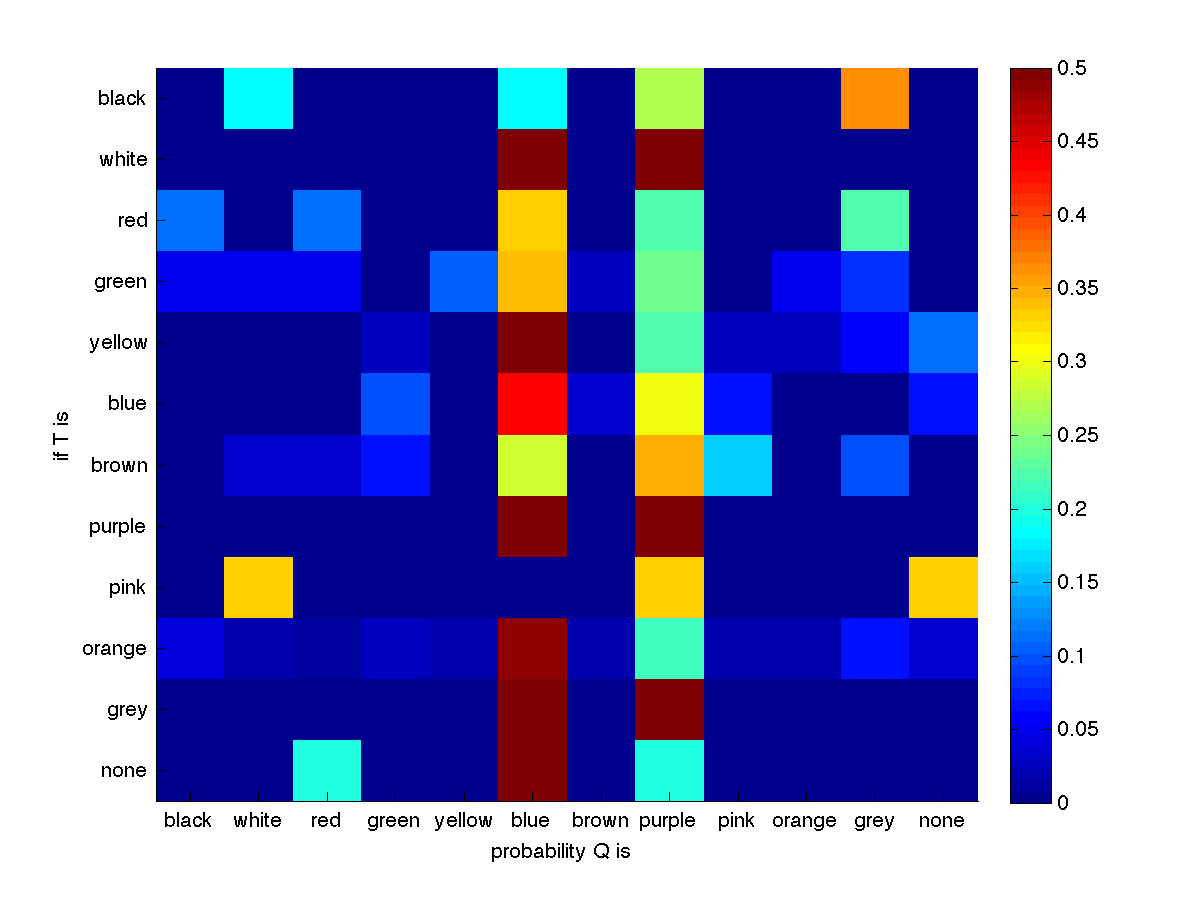 black
white
red
green
yellow
blue
brown
purple
pink
orange
grey
none
if T is
black white red green yellow blue brown purple pink orange grey none
probability Q is
0.5
0.45
0.4
0.35
0.3
0.25
0.2
0.15
0.1
0.05
0